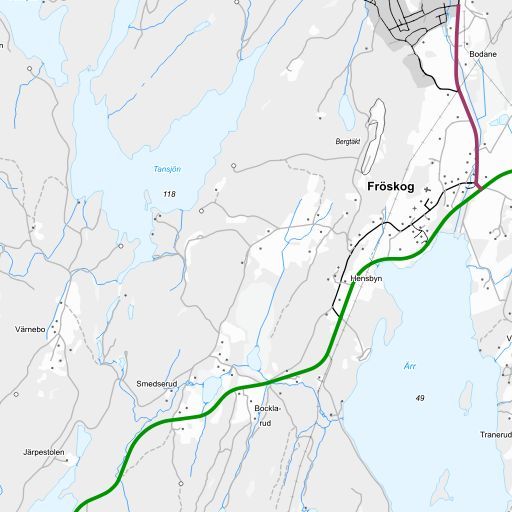 Bodane
Bergtäkt
Tansjön
118
Fröskog
Hensbyn
Värnebo
Ärr
Smedserud
49
Bockla-
rud
Tranerud
Järpestolen